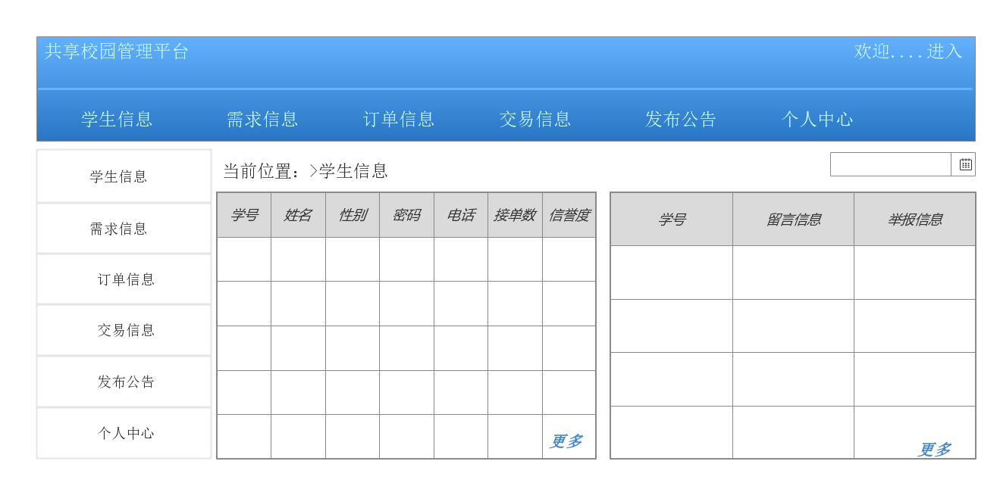 共享校园管理平台 欢迎....进入
学生信息 需求信息 订单信息 交易信息 发布公告 个人中心
当前位置：>学生信息
学生信息
需求信息
订单信息
交易信息
发布公告
个人中心
学号 姓名 性别 密码 电话 接单数 信誉度
更多
学号 留言信息 举报信息
更多